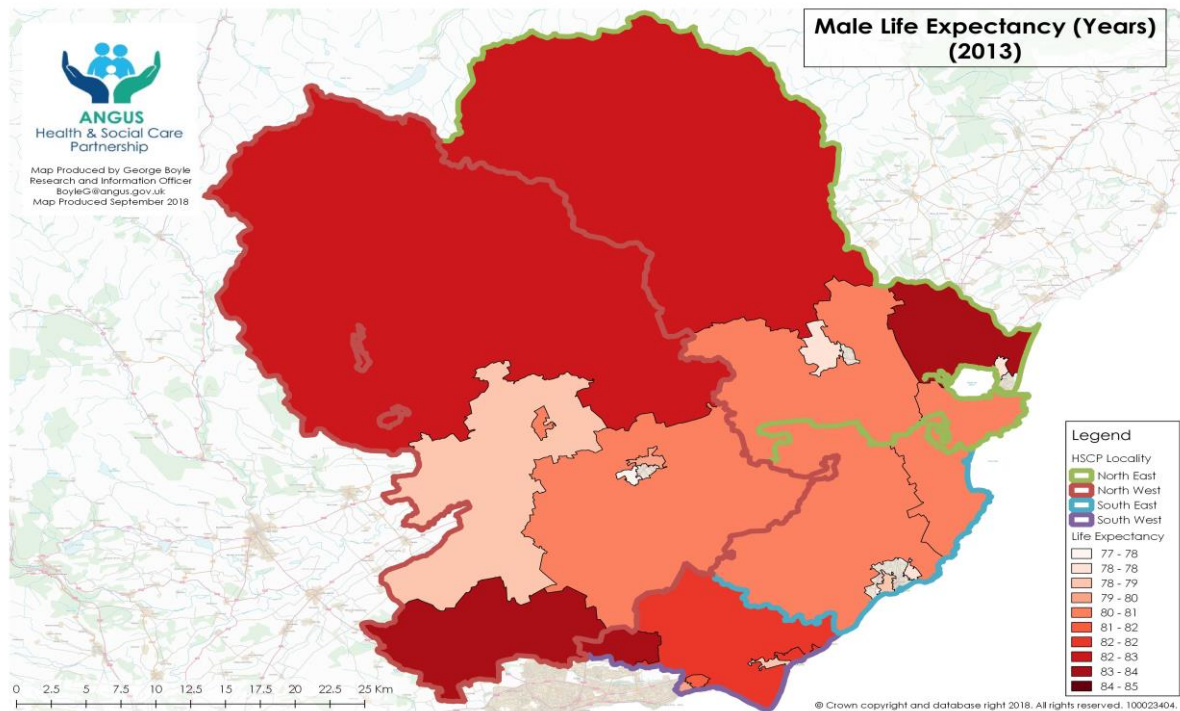 Male Life Expectancy (Years)
(2013)
ANGUS
Health & Social Care
Partnership
Map Produced by George Boyle
Research and Information Officer
BoyleG@angus.gov.uk
Map Produced September 2018
Legend
HSCP Locality
North East
North West
South East
South West
Life Expectancy
77 - 78
78 - 78
78 - 79
79 - 80
80 - 81
81 - 82
82 - 82
82 - 83
83 - 84
84 - 85
0 2.5 5 7.5 10 12.5 15 17.5 20 22.5 25 Km
© Crown copyright and database right 2018. All rights reserved. 100023404.